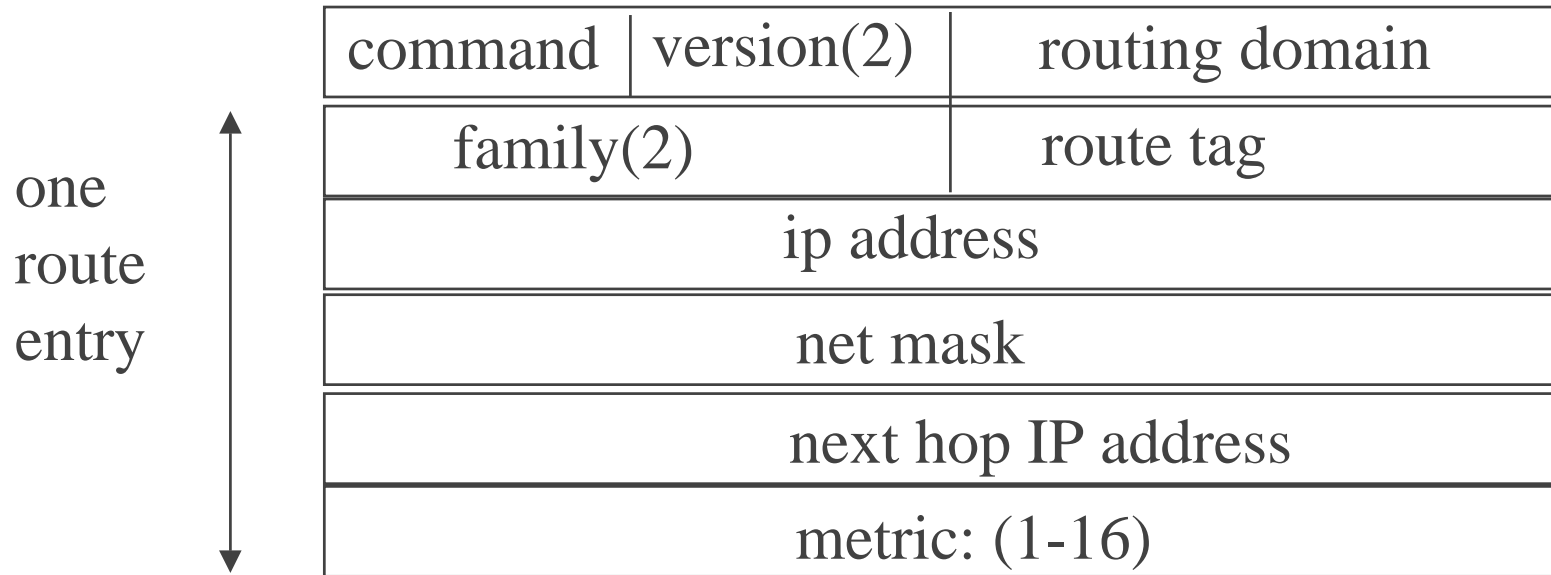 command version(2) routing domain
family(2) route tag
one
route
entry
ip address
net mask
next hop IP address
metric: (1-16)